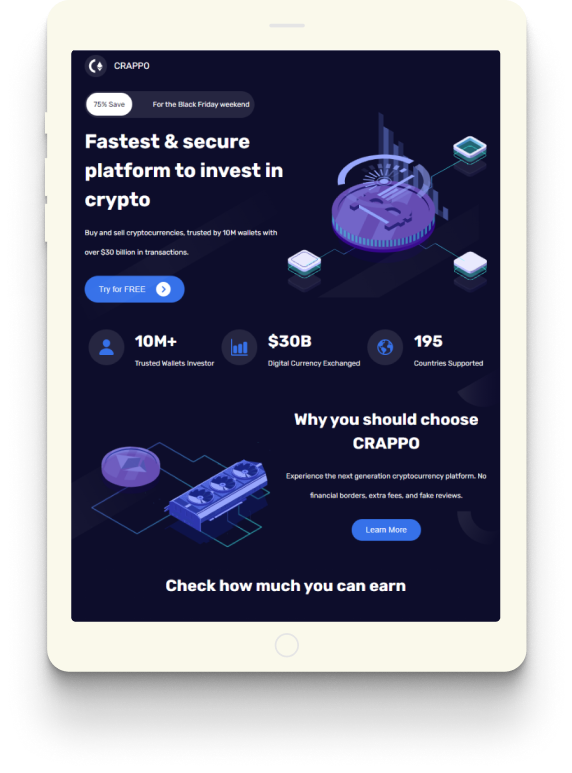 CRAPPO
75% Save
For the Black Friday weekend
Fastest & secure
platform to invest in
crypto
Buy and sell cryptocurrencies, trusted by 10M wallets with
over $30 billion in transactions.
Try for FREE
10M+
Trusted Wallets Investor
$30B
Digital Currency Exchanged
195
Countries Supported
Why you should choose
CRAPPO
Experience the next generation cryptocurrency platform. No
financial borders, extra fees, and fake reviews.
Learn More
Check how much you can earn